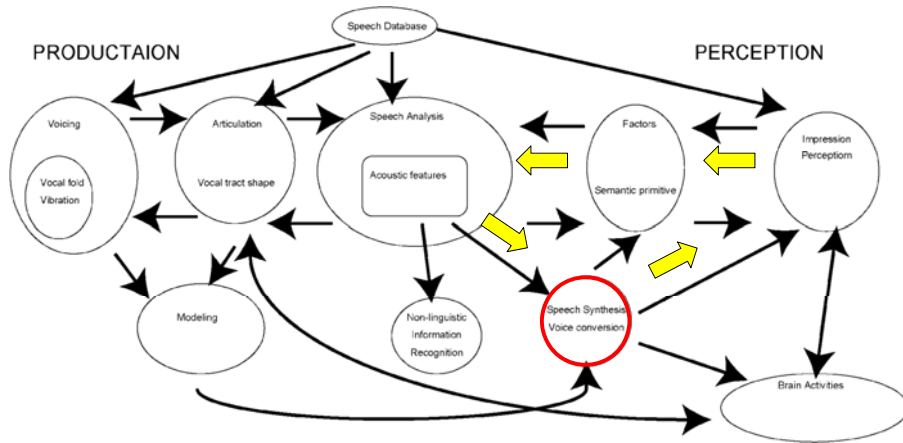 Speech Database
PRODUCTAION
PERCEPTION
Voicing
Articulation
Speech Analysis
Factors
Impression
Perceptiorn
Vocal fold
Vibration
Vocal tract shape
Acoustic features
Semantic primitive
Modeling
Non-linguistic
Information
Recognition
Speech Synthesis
Voice conversion
Brain Activities